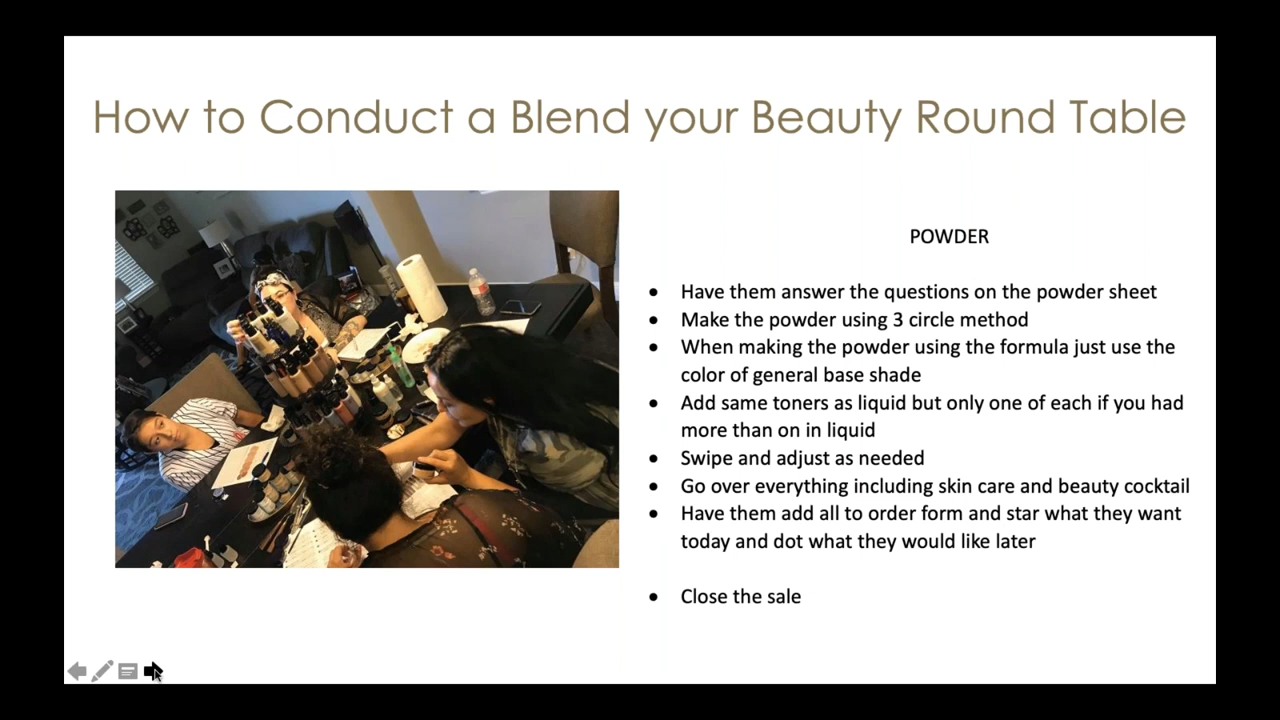 How to Conduct a Blend your Beauty Round Table
POWDER
• Have them answer the questions on the powder sheet
• Make the powder using 3 circle method
• When making the powder using the formula just use the
color of general base shade
• Add same toners as liquid but only one of each if you had
more than on in liquid
• Swipe and adjust as needed
• Go over everything including skin care and beauty cocktail
• Have them add all to order form and star what they want
today and dot what they would like later
• Close the sale